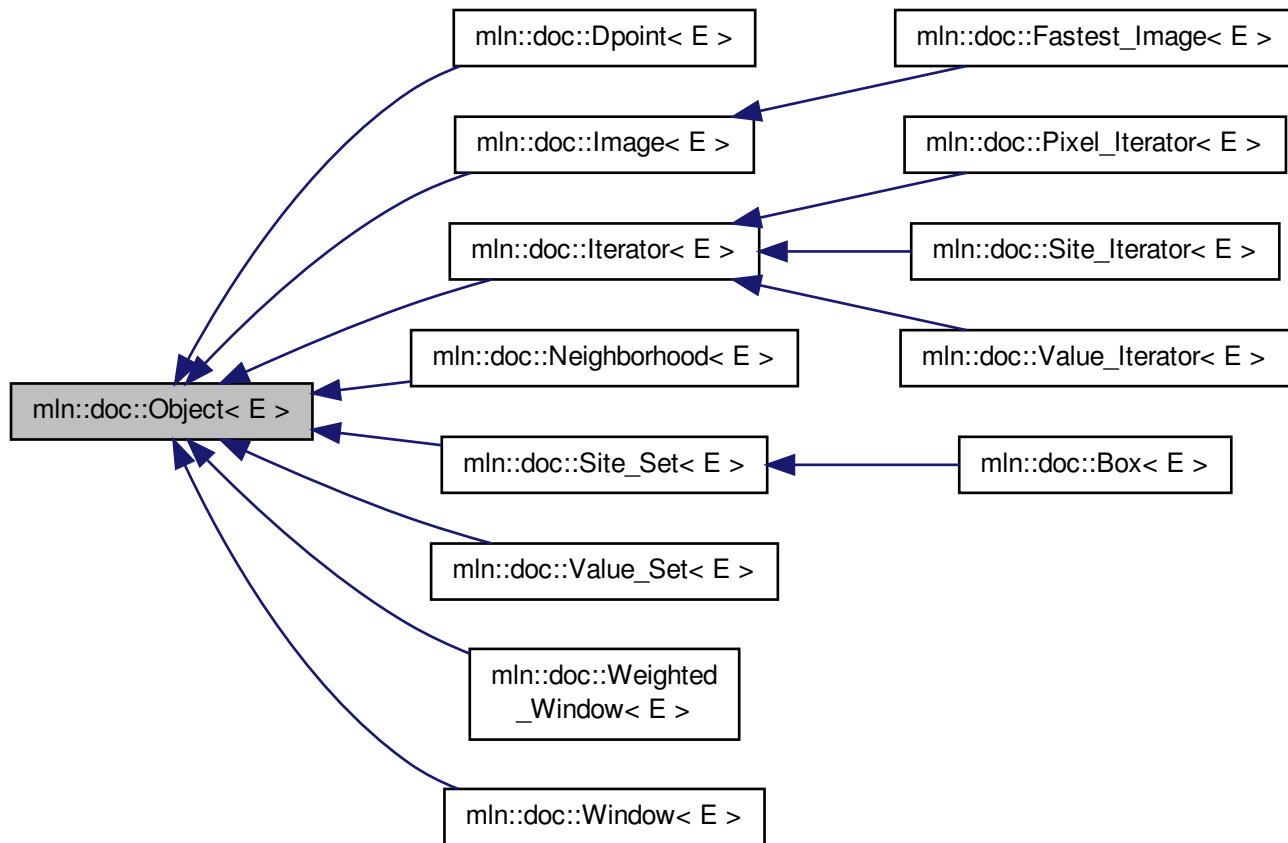 mln::doc::Dpoint< E >
mln::doc::Fastest_Image< E >
mln::doc::Image< E >
mln::doc::Pixel_Iterator< E >
mln::doc::Iterator< E >
mln::doc::Site_Iterator< E >
mln::doc::Neighborhood< E >
mln::doc::Value_Iterator< E >
mln::doc::Object< E >
mln::doc::Site_Set< E >
mln::doc::Box< E >
mln::doc::Value_Set< E >
mln::doc::Weighted
_Window< E >
mln::doc::Window< E >